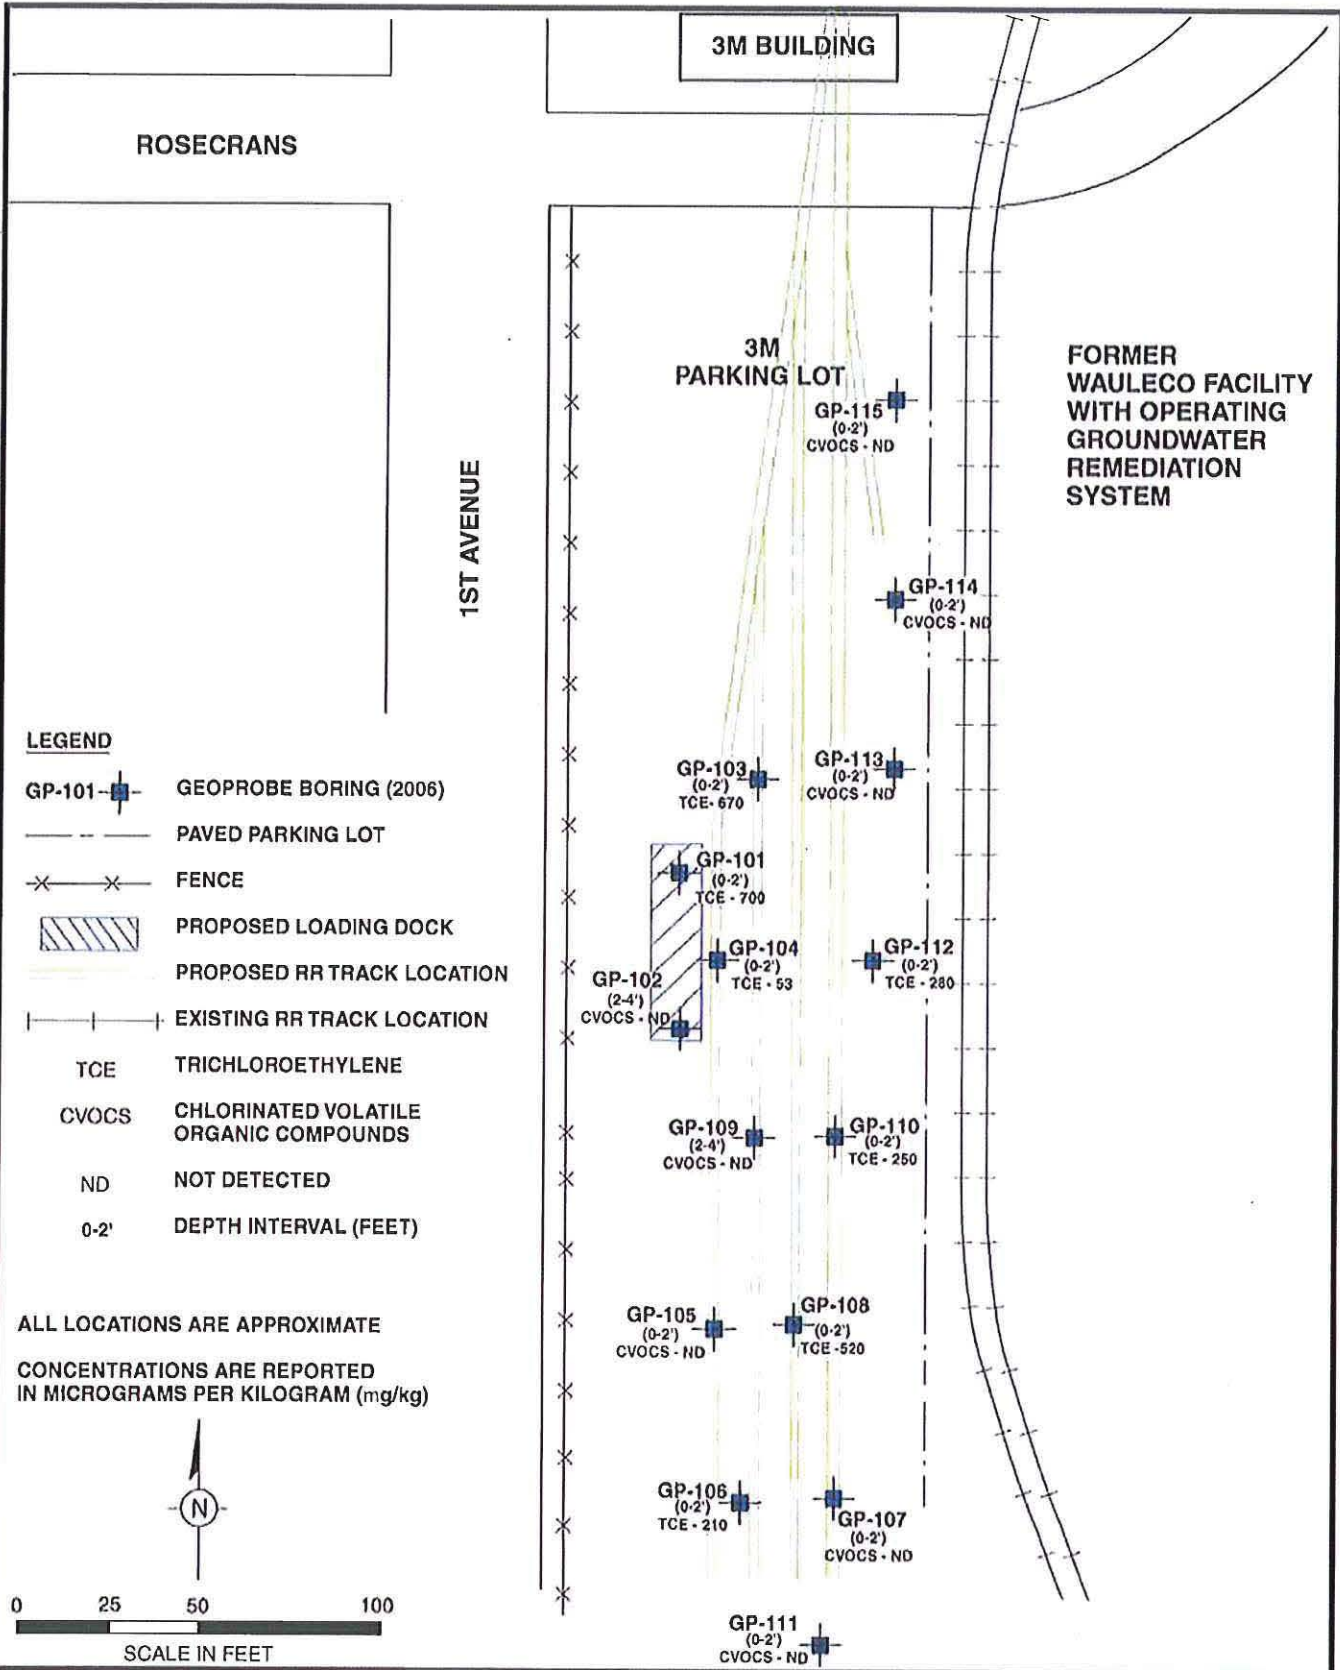 3M BUILDING
ROSECRANS
3M
PARKING LOT
GP-115
(0-2')
CVOCS - ND
FORMER
WAULECO FACILITY
WITH OPERATING
GROUNDWATER
REMEDIATION
SYSTEM
1ST AVENUE
GP-114
(0-2')
CVOCS - ND
GP-103
(0-2')
TCE- 670
GP-113
(0-2')
CVOCS - ND
GP-101
(0-2')
TCE - 700
GP-104
(0-2')
TCE - 53
GP-112
(0-2')
TCE - 280
GP-102
(2-4')
CVOCS - ND
GP-109
(2-4')
CVOCS - ND
GP-110
(0-2')
TCE - 250
GP-105
(0-2')
CVOCS - ND
GP-108
(0-2')
TCE -520
GP-106
(0-2')
TCE - 210
GP-107
(0-2')
CVOCS - ND
GP-111
(0-2')
CVOCS - ND
LEGEND
GP-101 GEOPROBE BORING (2006)
PAVED PARKING LOT
FENCE
PROPOSED LOADING DOCK
PROPOSED RR TRACK LOCATION
EXISTING RR TRACK LOCATION
TCE TRICHLOROETHYLENE
CVOCS CHLORINATED VOLATILE
ORGANIC COMPOUNDS
ND NOT DETECTED
0-2' DEPTH INTERVAL (FEET)
ALL LOCATIONS ARE APPROXIMATE
CONCENTRATIONS ARE REPORTED
IN MICROGRAMS PER KILOGRAM (mg/kg)
N
0 25 50 100
SCALE IN FEET